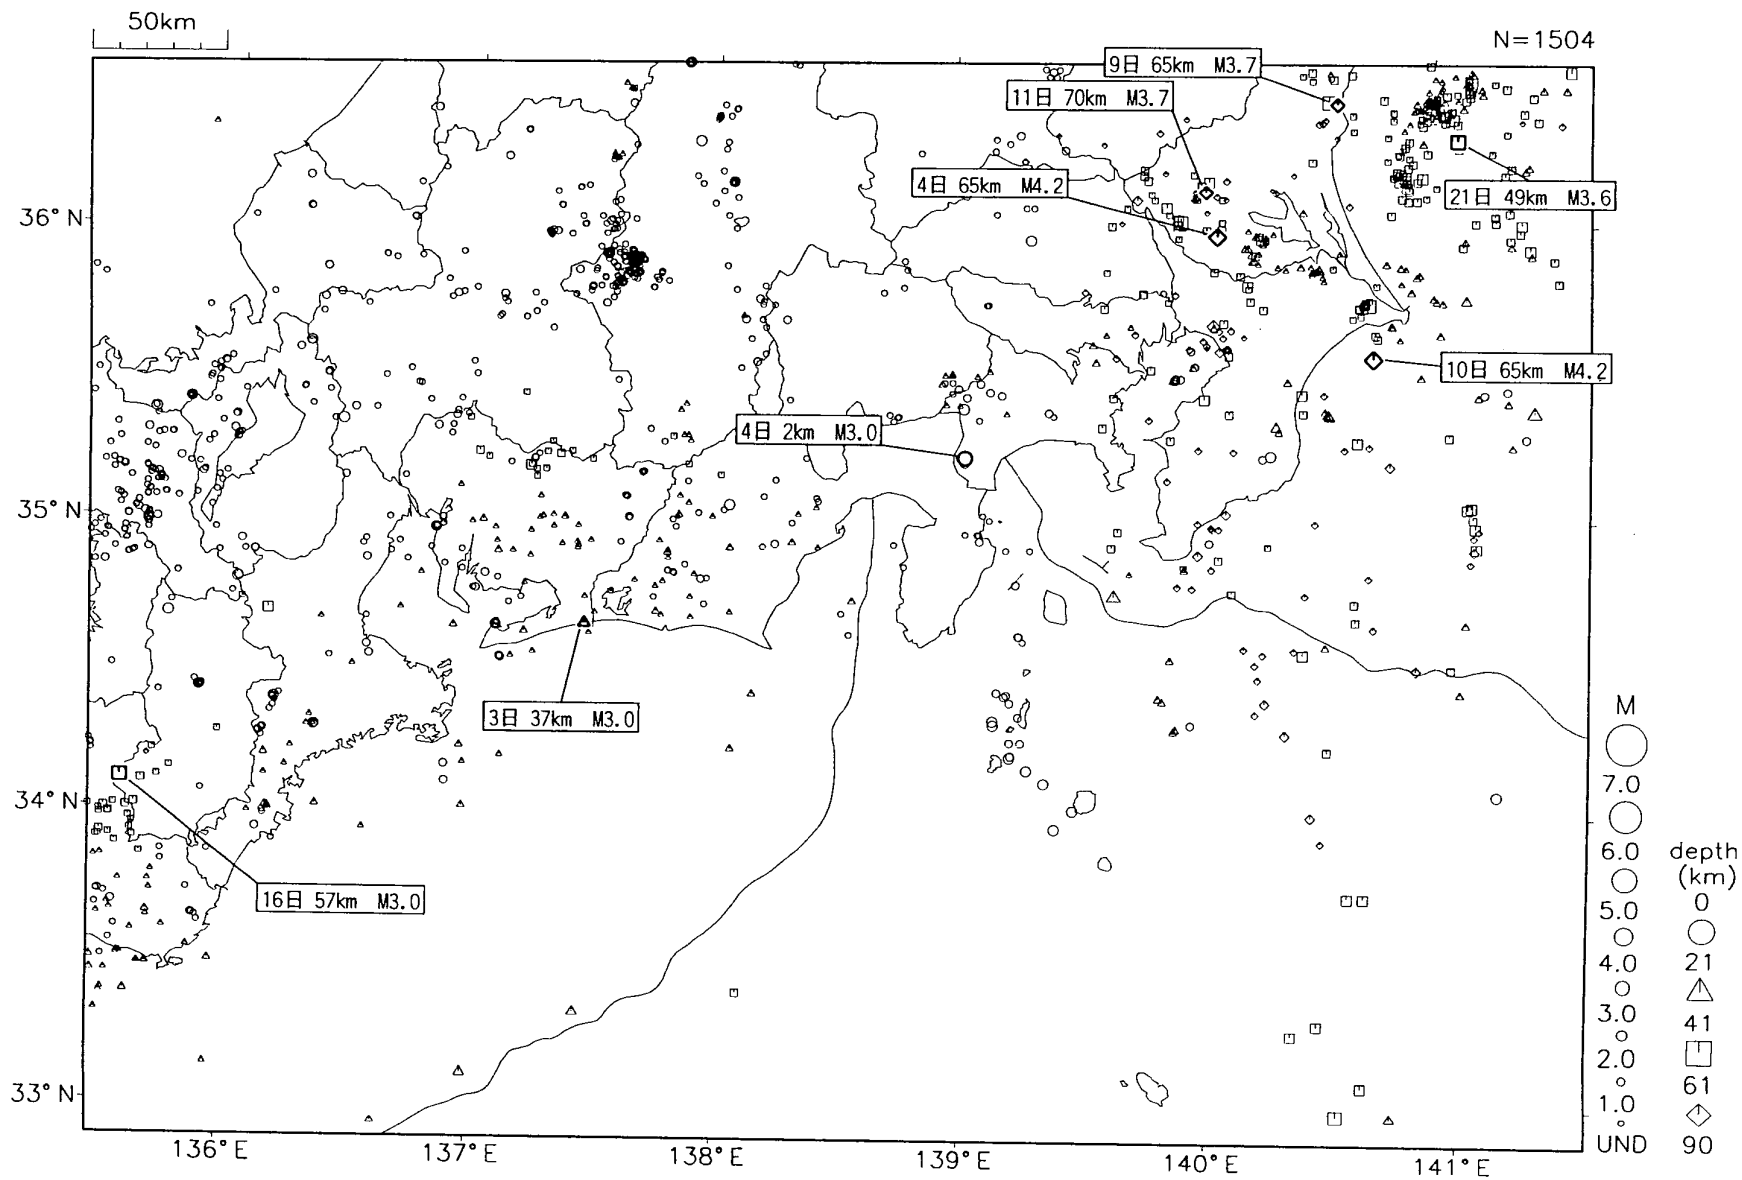 50km
N=1504
9日 65km M3.7
11日 70km M3.7
4日 65km M4.2
21日 49km M3.6
36°N
10日 65km M4.2
4日 2km M3.0
35°N
3日 37km M3.0
34°N
16日 57km M3.0
33°N
136°E
137°E
138°E
139°E
140°E
141°E
M
7.0
6.0
5.0
4.0
3.0
2.0
1.0
UND
depth
(km)
0
21
41
61
90